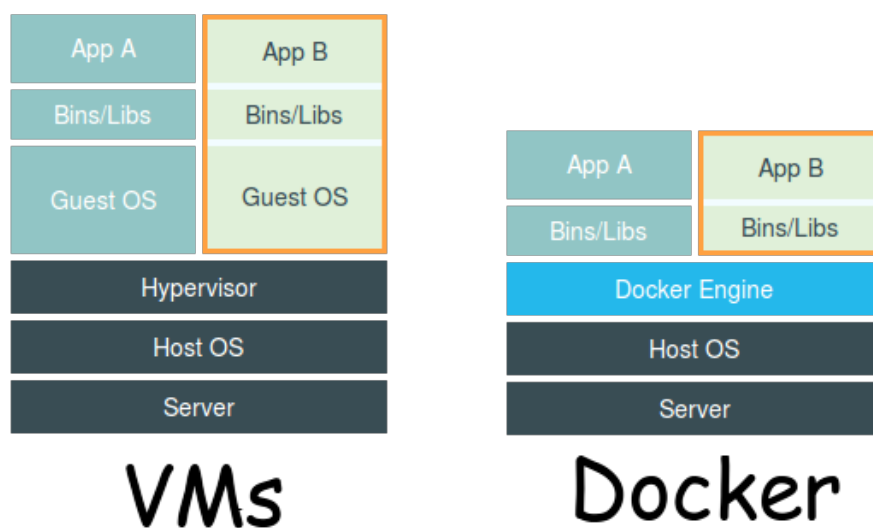 App A
App B
Bins/Libs
Bins/Libs
Guest OS
Guest OS
Hypervisor
Host OS
Server
VMs
App A
App B
Bins/Libs
Bins/Libs
Docker Engine
Host OS
Server
Docker